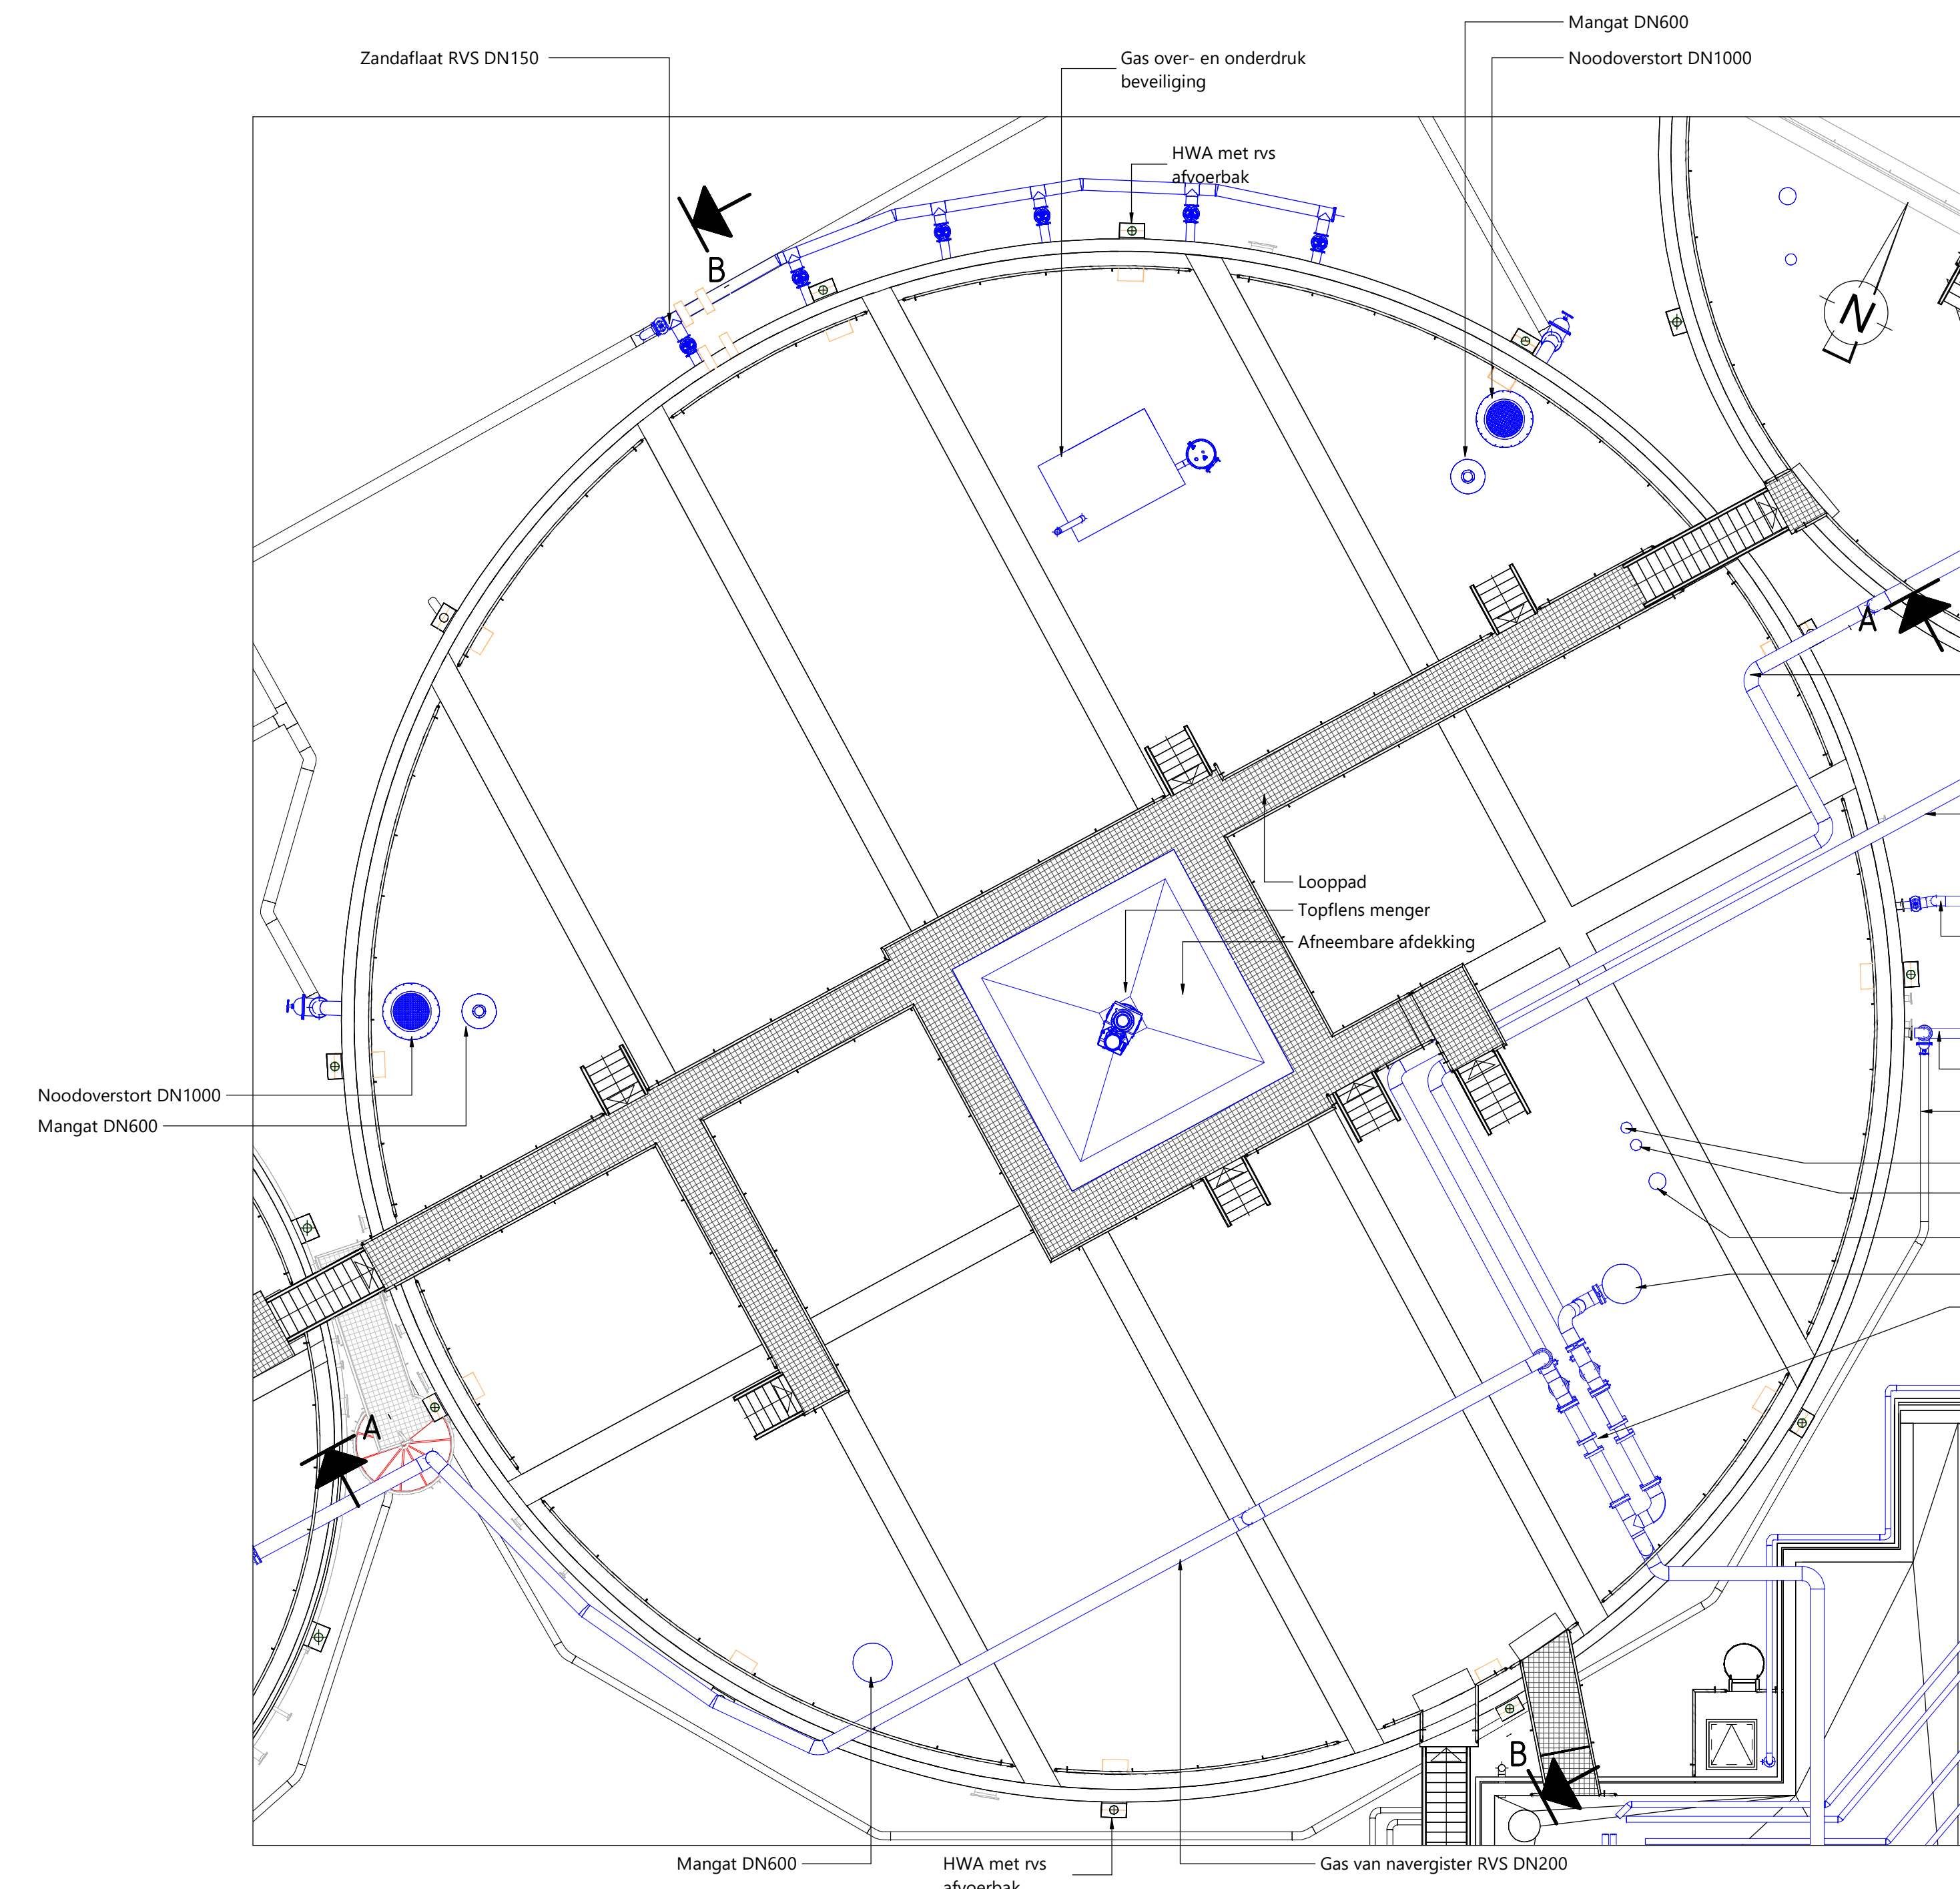 Mangat DN600
Zandaflaat RVS DN150
Gas over- en onderdruk
beveiliging
Noodoverstort DN1000
HWA met rvs
afvoerbak
B
N
A
Looppad
Topflens menger
Afneembare afdekking
Noodoverstort DN1000
Mangat DN600
A
B
Mangat DN600
HWA met rvs
afvoerbak
Gas van navergister RVS DN200